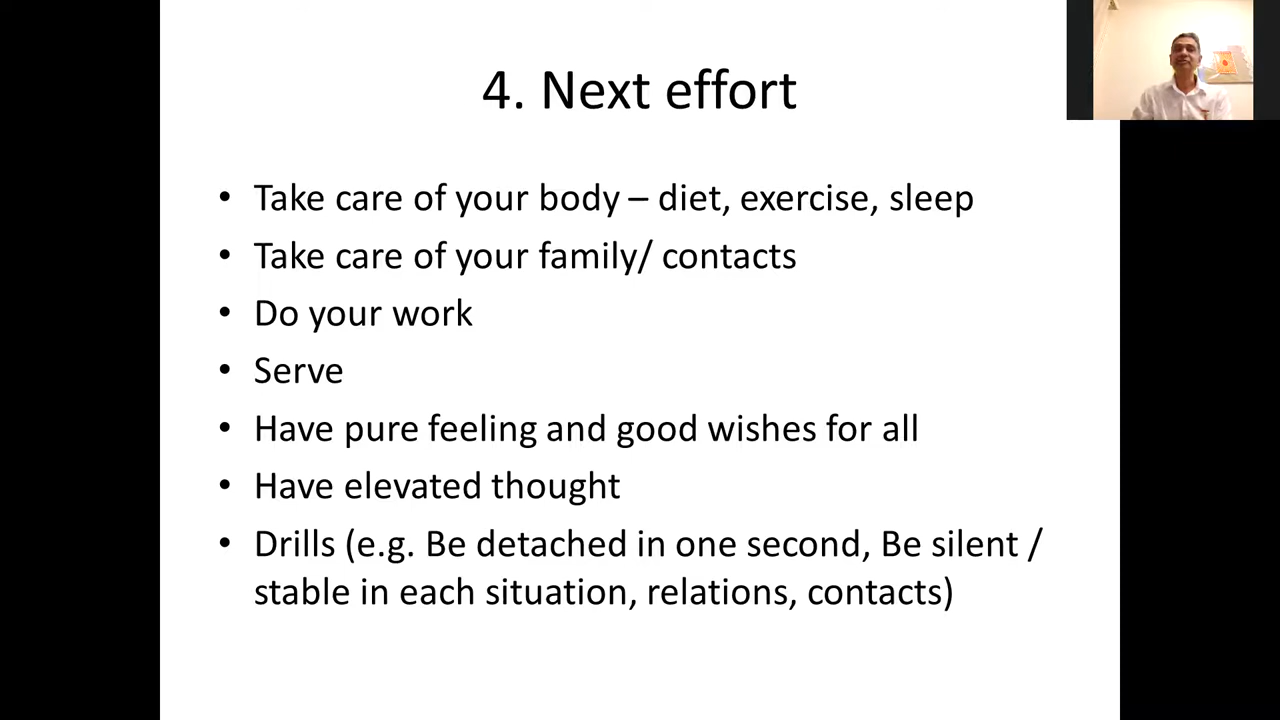 4. Next effort
• Take care of your body – diet, exercise, sleep
• Take care of your family/ contacts
• Do your work
• Serve
• Have pure feeling and good wishes for all
• Have elevated thought
• Drills (e.g. Be detached in one second, Be silent /
stable in each situation, relations, contacts)